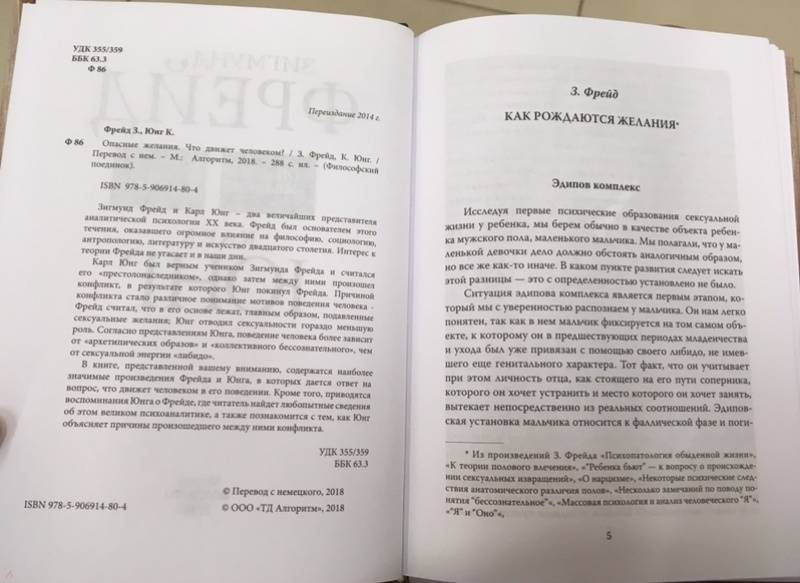 УДК 355/359
ББК 63.3
Ф 86
Переиздание 2014 г.
Фрейд З., Юнг К.
Ф 86 Опасные желания. Что движет человеком? / З. Фрейд, К. Юнг. /
Перевод с нем. – М.: Алгоритм, 2018. – 288 с. ил. – (Философский
поединок).
ISBN 978-5-906914-80-4
Зигмунд Фрейд и Карл Юнг – два величайших представителя
аналитической психологии XX века. Фрейд был основателем этого
течения, оказавшего огромное влияние на философию, социологию,
антропологию, литературу и искусство двадцатого столетия. Интерес к
теории Фрейда не угасает и в наши дни.
Карл Юнг был верным учеником Зигмунда Фрейда и считался
его «престолонаследником», однако затем между ними произошел
конфликт, в результате которого Юнг покинул Фрейда. Причиной
конфликта стало различное понимание мотивов поведения человека -
Фрейд считал, что в его основе лежат, главным образом, подавленные
сексуальные желания; Юнг отводил сексуальности гораздо меньшую
роль. Согласно представлениям Юнга, поведение человека более зависит
от «архетипических образов» и «коллективного бессознательного», чем
от сексуальной энергии «либидо».
В книге, представленной вашему вниманию, содержатся наиболее
значимые произведения Фрейда и Юнга, в которых дается ответ на
вопрос, что движет человеком в его поведении. Кроме того, приводятся
воспоминания Юнга о Фрейде, где читатель найдет любопытные сведения
об этом великом психоаналитике, а также познакомится с тем, как Юнг
объясняет причины произошедшего между ними конфликта.
УДК 355/359
ББК 63.3
© Перевод с немецкого, 2018
ISBN 978-5-906914-80-4 © ООО «ТД Алгоритм», 2018
З. Фрейд
КАК РОЖДАЮТСЯ ЖЕЛАНИЯ*
Эдипов комплекс
Исследуя первые психические образования сексуальной
жизни у ребенка, мы берем обычно в качестве объекта ребен-
ка мужского пола, маленького мальчика. Мы полагали, что у ма-
ленькой девочки дело должно обстоять аналогичным образом,
но все же как-то иначе. В каком пункте развития следует искать
этой разницы — это с определенностью установлено не было.
Ситуация эдипова комплекса является первым этапом, ко-
торый мы с уверенностью распознаем у мальчика. Он нам легко
понятен, так как в нем мальчик фиксируется на том самом объ-
екте, к которому он в предшествующих периодах младенчества
и ухода был уже привязан с помощью своего либидо, не имев-
шего еще генитального характера. Тот факт, что он учитывает
при этом личность отца, как стоящего на его пути соперника,
которого он хочет устранить и место которого он хочет занять,
вытекает непосредственно из реальных соотношений. Эдипов-
ская установка мальчика относится к фаллической фазе и поги-
* Из произведений З. Фрейда «Психопатология обыденной жизни»,
«К теории полового влечения», «"Ребенка бьют" — к вопросу о происхожде-
нии сексуальных извращений», «О нарцизме», «Некоторые психические след-
ствия анатомического различия полов», «Несколько замечаний по поводу по-
нятия "бессознательное"», «Массовая психология и анализ человеческого "Я"»,
«"Я" и "Оно"»,
5